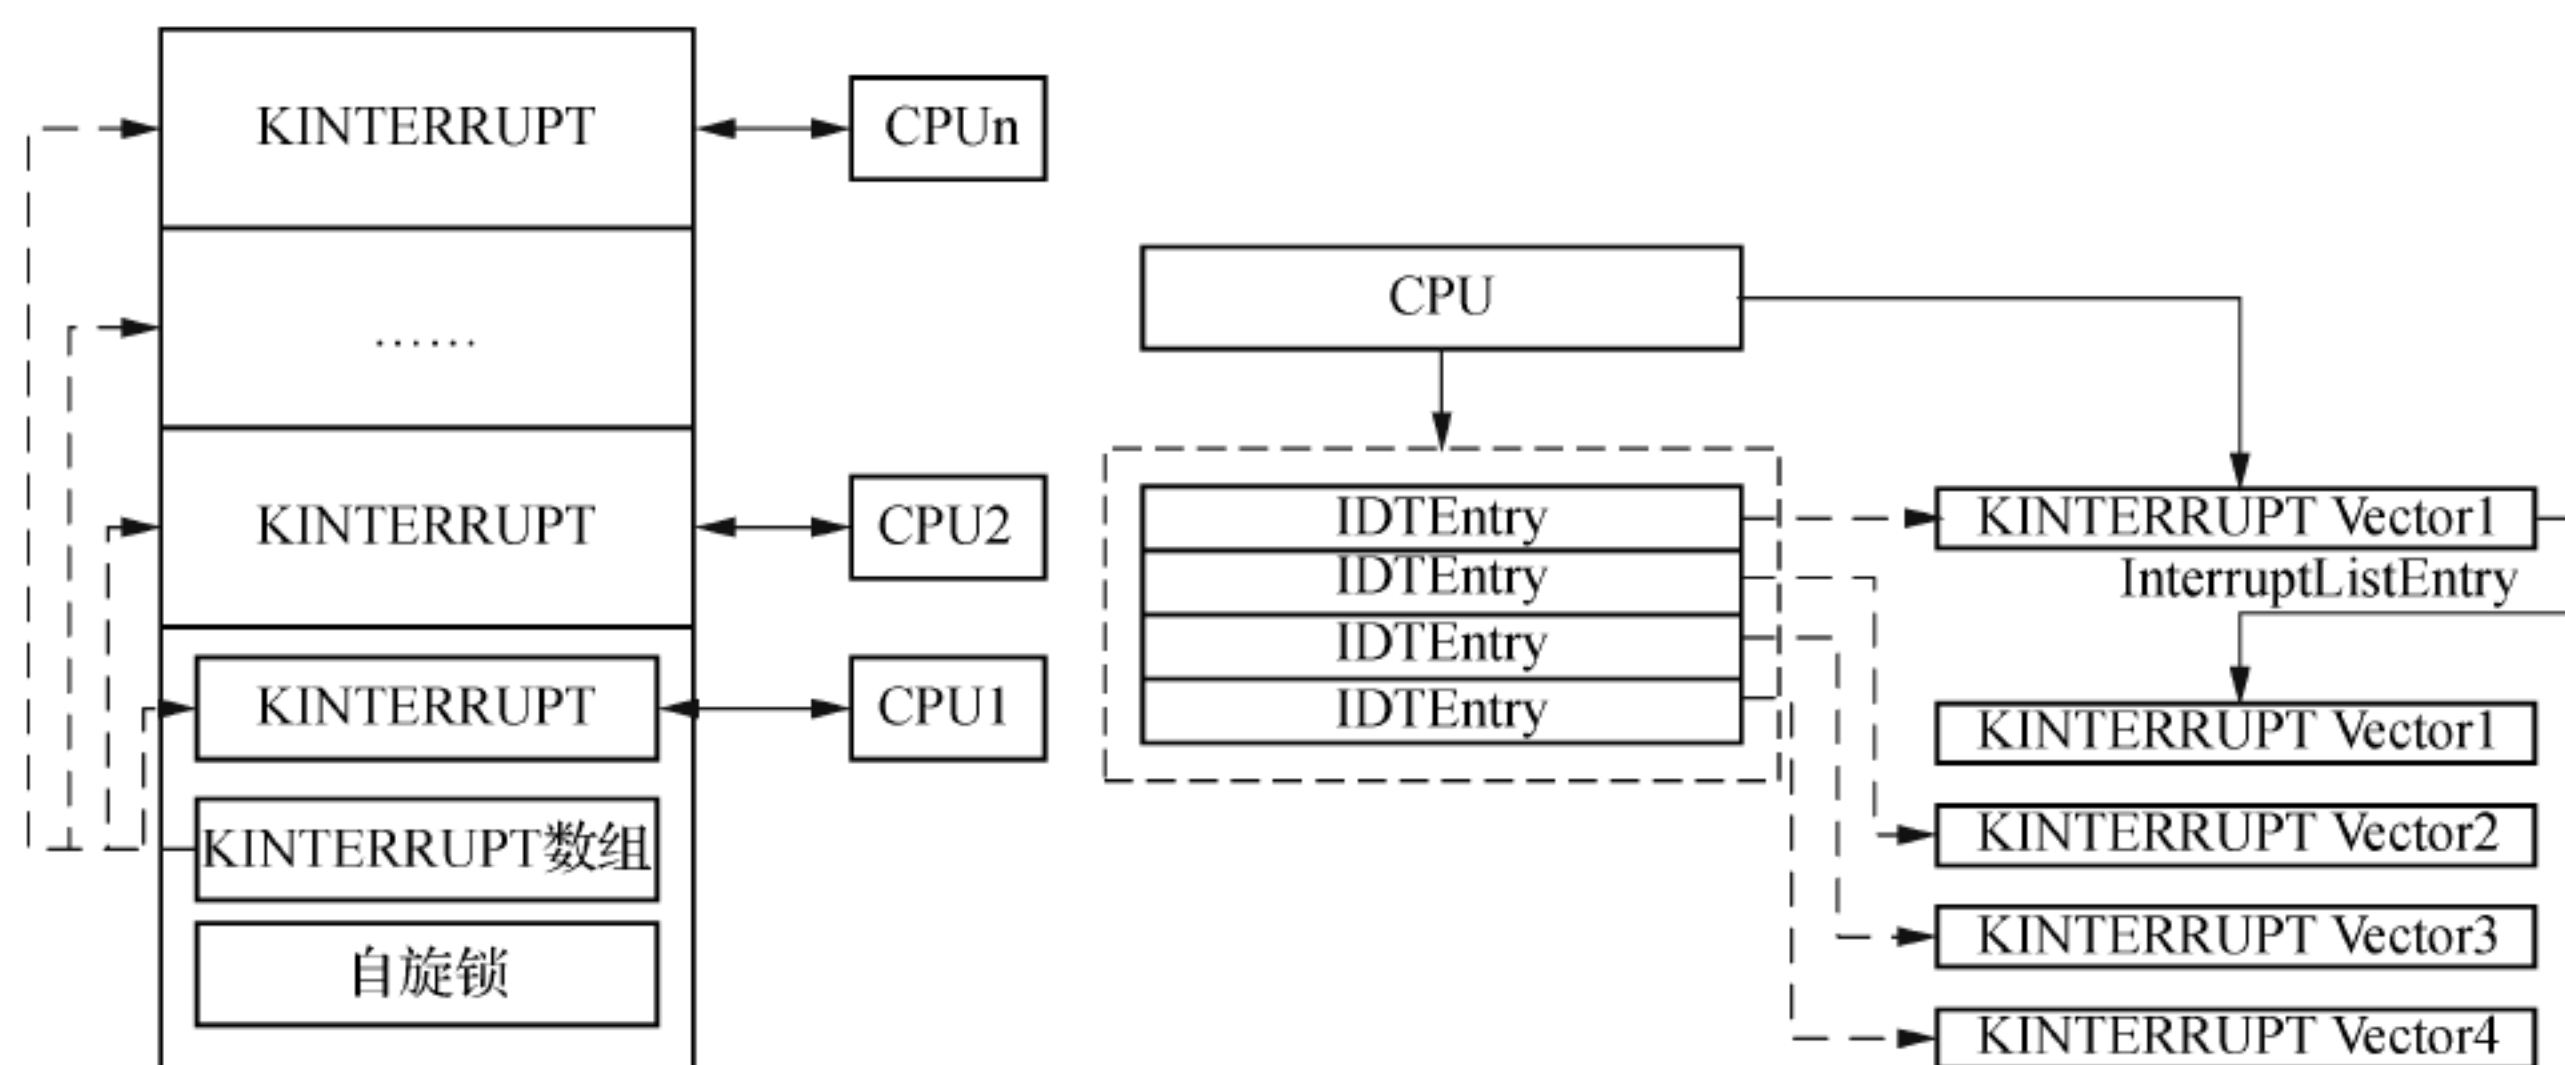 KINTERRUPT
CPUn
……
KINTERRUPT
CPU2
KINTERRUPT
CPU1
KINTERRUPT数组
自旋锁
CPU
IDTEntry
IDTEntry
IDTEntry
IDTEntry
KINTERRUPT Vector1
InterruptListEntry
KINTERRUPT Vector1
KINTERRUPT Vector2
KINTERRUPT Vector3
KINTERRUPT Vector4